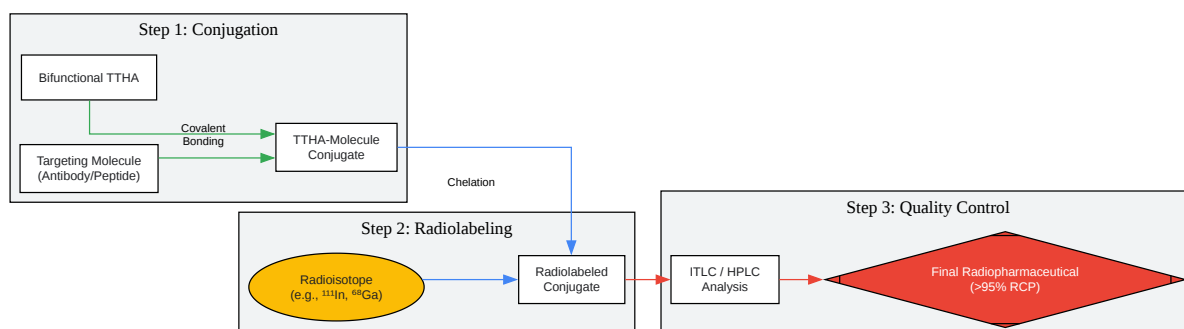 Step 1: Conjugation
Bifunctional TTHA
Covalent
Bonding
Targeting Molecule
(Antibody/Peptide)
TTHA-Molecule
Conjugate
Chelation
Step 2: Radiolabeling
Radioisotope
(e.g., ¹¹¹In, ⁶⁸Ga)
Radiolabeled
Conjugate
Step 3: Quality Control
ITLC / HPLC
Analysis
Final Radiopharmaceutical
(>95% RCP)